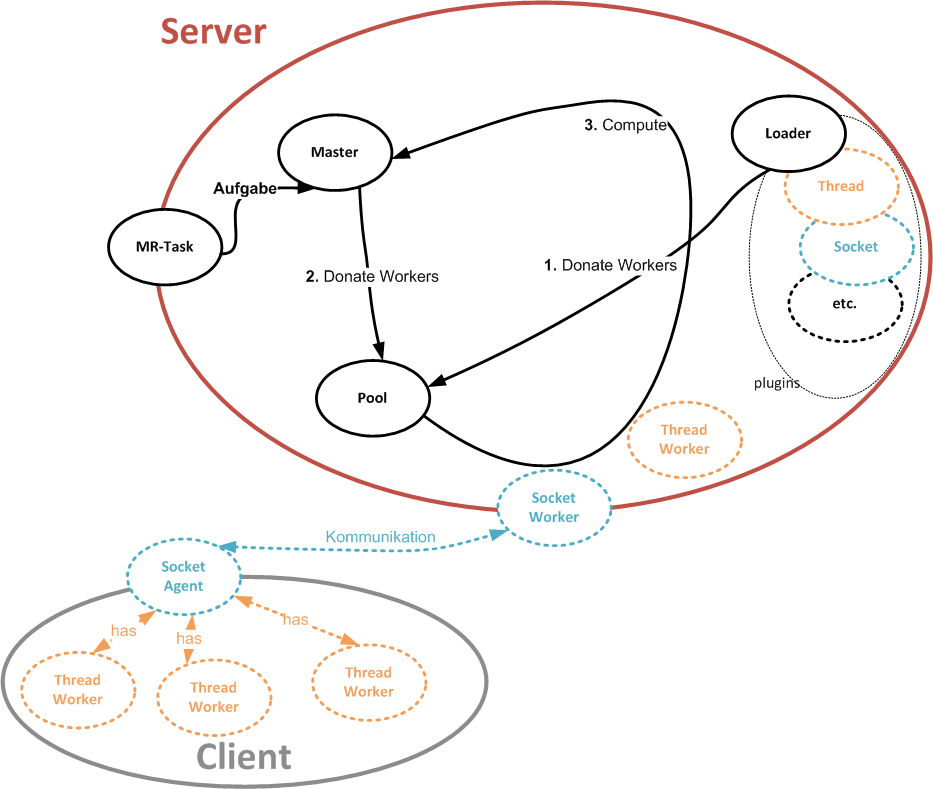 Server
Master
Loader
3. Compute
Thread
Aufgabe
MR-Task
Socket
1. Donate Workers
2. Donate Workers
etc.
plugins
Pool
Thread
Worker
Socket
Worker
Kommunikation
Socket
Agent
has
has
has
Thread
Worker
Thread
Worker
Thread
Worker
Client